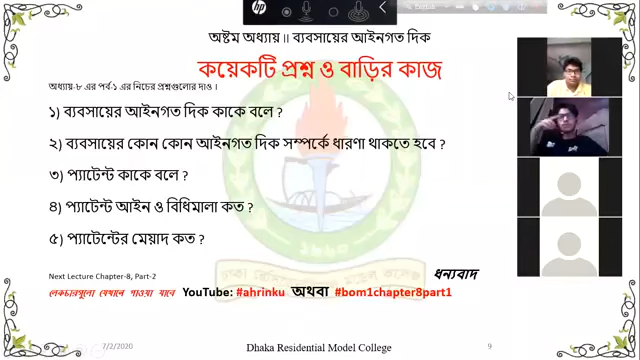 hp
English
অষ্টম অধ্যায় ॥ ব্যবসায়ের আইনগত দিক
কয়েকটি প্রশ্ন ও বাড়ির কাজ
অধ্যায়-৮ এর পর্ব-১ এর নিচের প্রশ্নগুলোর দাও ।
১) ব্যবসায়ের আইনগত দিক কাকে বলে ?
২) ব্যবসায়ের কোন কোন আইনগত দিক সম্পর্কে ধারণা থাকতে হবে ?
৩) প্যাটেন্ট কাকে বলে ?
৪) প্যাটেন্ট আইন ও বিধিমালা কত ?
৫) প্যাটেন্টের মেয়াদ কত ?
Next Lecture Chapter-8, Part-2
ধন্যবাদ
লেকচারগুলো যেখানে পাওয়া যাবে YouTube: #ahrinku অথবা #bom1chapter8part1
7/2/2020
Dhaka Residential Model College
9